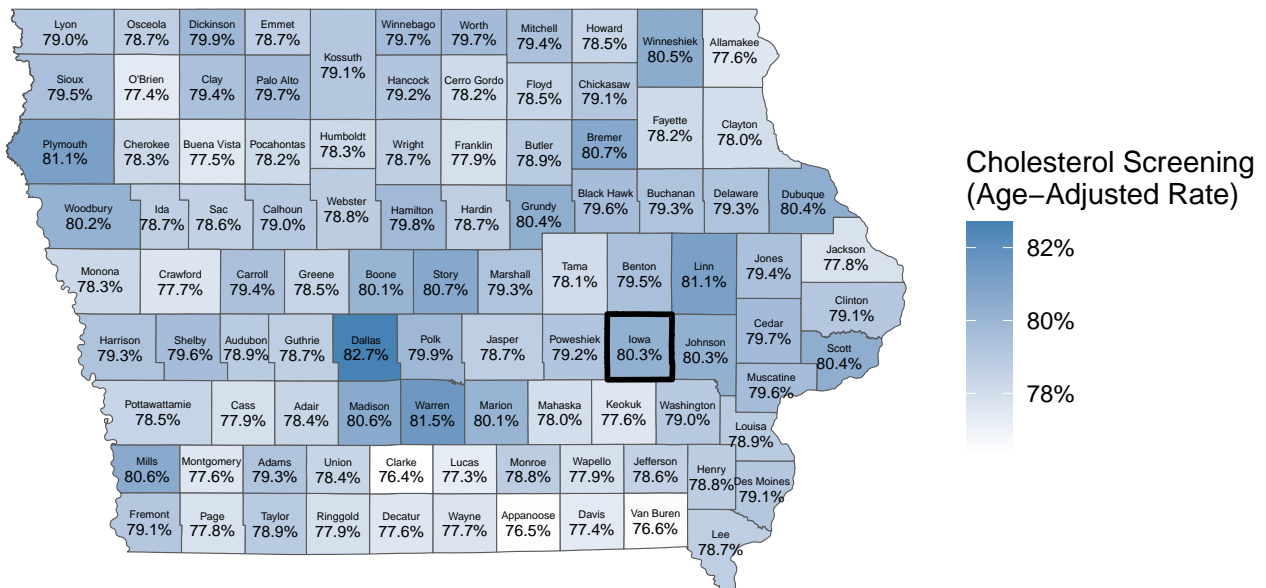 Lyon
79.0%
Osceola
78.7%
Dickinson
79.9%
Emmet
78.7%
Kossuth
79.1%
Winnebago
79.7%
Worth
79.7%
Mitchell
79.4%
Howard
78.5%
Winneshiek
80.5%
Allamakee
77.6%
Sioux
79.5%
O'Brien
77.4%
Clay
79.4%
Palo Alto
79.7%
Hancock
79.2%
Cerro Gordo
78.2%
Floyd
78.5%
Chickasaw
79.1%
Fayette
78.2%
Clayton
78.0%
Plymouth
81.1%
Cherokee
78.3%
Buena Vista
77.5%
Pocahontas
78.2%
Humboldt
78.3%
Wright
78.7%
Franklin
77.9%
Butler
78.9%
Bremer
80.7%
Woodbury
80.2%
Ida
78.7%
Sac
78.6%
Calhoun
79.0%
Webster
78.8%
Hamilton
79.8%
Hardin
78.7%
Grundy
80.4%
Black Hawk
79.6%
Buchanan
79.3%
Delaware
79.3%
Dubuque
80.4%
Monona
78.3%
Crawford
77.7%
Carroll
79.4%
Greene
78.5%
Boone
80.1%
Story
80.7%
Marshall
79.3%
Tama
78.1%
Benton
79.5%
Linn
81.1%
Jones
79.4%
Jackson
77.8%
Clinton
79.1%
Harrison
79.3%
Shelby
79.6%
Audubon
78.9%
Guthrie
78.7%
Dallas
82.7%
Polk
79.9%
Jasper
78.7%
Poweshiek
79.2%
Iowa
80.3%
Johnson
80.3%
Cedar
79.7%
Scott
80.4%
Muscatine
79.6%
Pottawattamie
78.5%
Cass
77.9%
Adair
78.4%
Madison
80.6%
Warren
81.5%
Marion
80.1%
Mahaska
78.0%
Keokuk
77.6%
Washington
79.0%
Louisa
78.9%
Mills
80.6%
Montgomery
77.6%
Adams
79.3%
Union
78.4%
Clarke
76.4%
Lucas
77.3%
Monroe
78.8%
Wapello
77.9%
Jefferson
78.6%
Henry
78.8%
Des Moines
79.1%
Fremont
79.1%
Page
77.8%
Taylor
78.9%
Ringgold
77.9%
Decatur
77.6%
Wayne
77.7%
Appanoose
76.5%
Davis
77.4%
Van Buren
76.6%
Lee
78.7%
Cholesterol Screening
(Age−Adjusted Rate)
82%
80%
78%